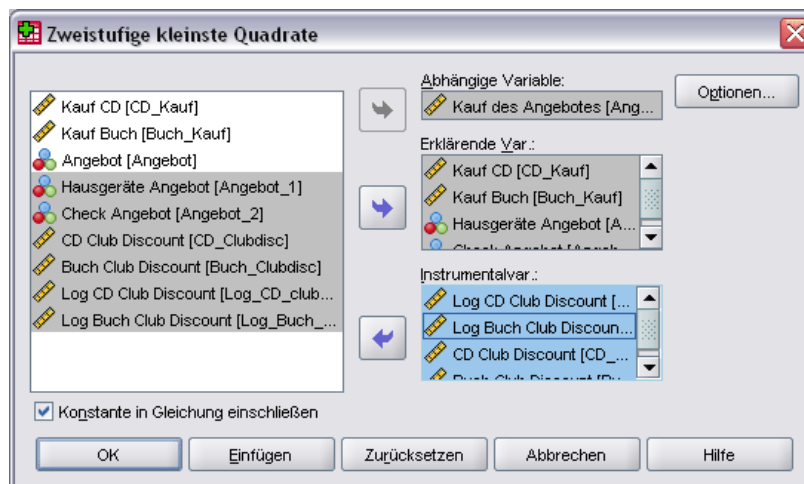 Zweistufige kleinste Quadrate
Kauf CD [CD_Kauf]
Kauf Buch [Buch_Kauf]
Angebot [Angebot]
Hausgeräte Angebot [Angebot_1]
Check Angebot [Angebot_2]
CD Club Discount [CD_Clubdisc]
Buch Club Discount [Buch_Clubdisc]
Log CD Club Discount [Log_CD_club...
Log Buch Club Discount [Log_Buch_...
Abhängige Variable:
Kauf des Angebotes [Ang...
Optionen...
Erklärende Var.:
Kauf CD [CD_Kauf]
Kauf Buch [Buch_Kauf]
Hausgeräte Angebot [A...
Instrumentalvar.:
Log CD Club Discount [...
Log Buch Club Discoun...
CD Club Discount [CD_...
Konstante in Gleichung einschließen
OK
Einfügen
Zurücksetzen
Abbrechen
Hilfe